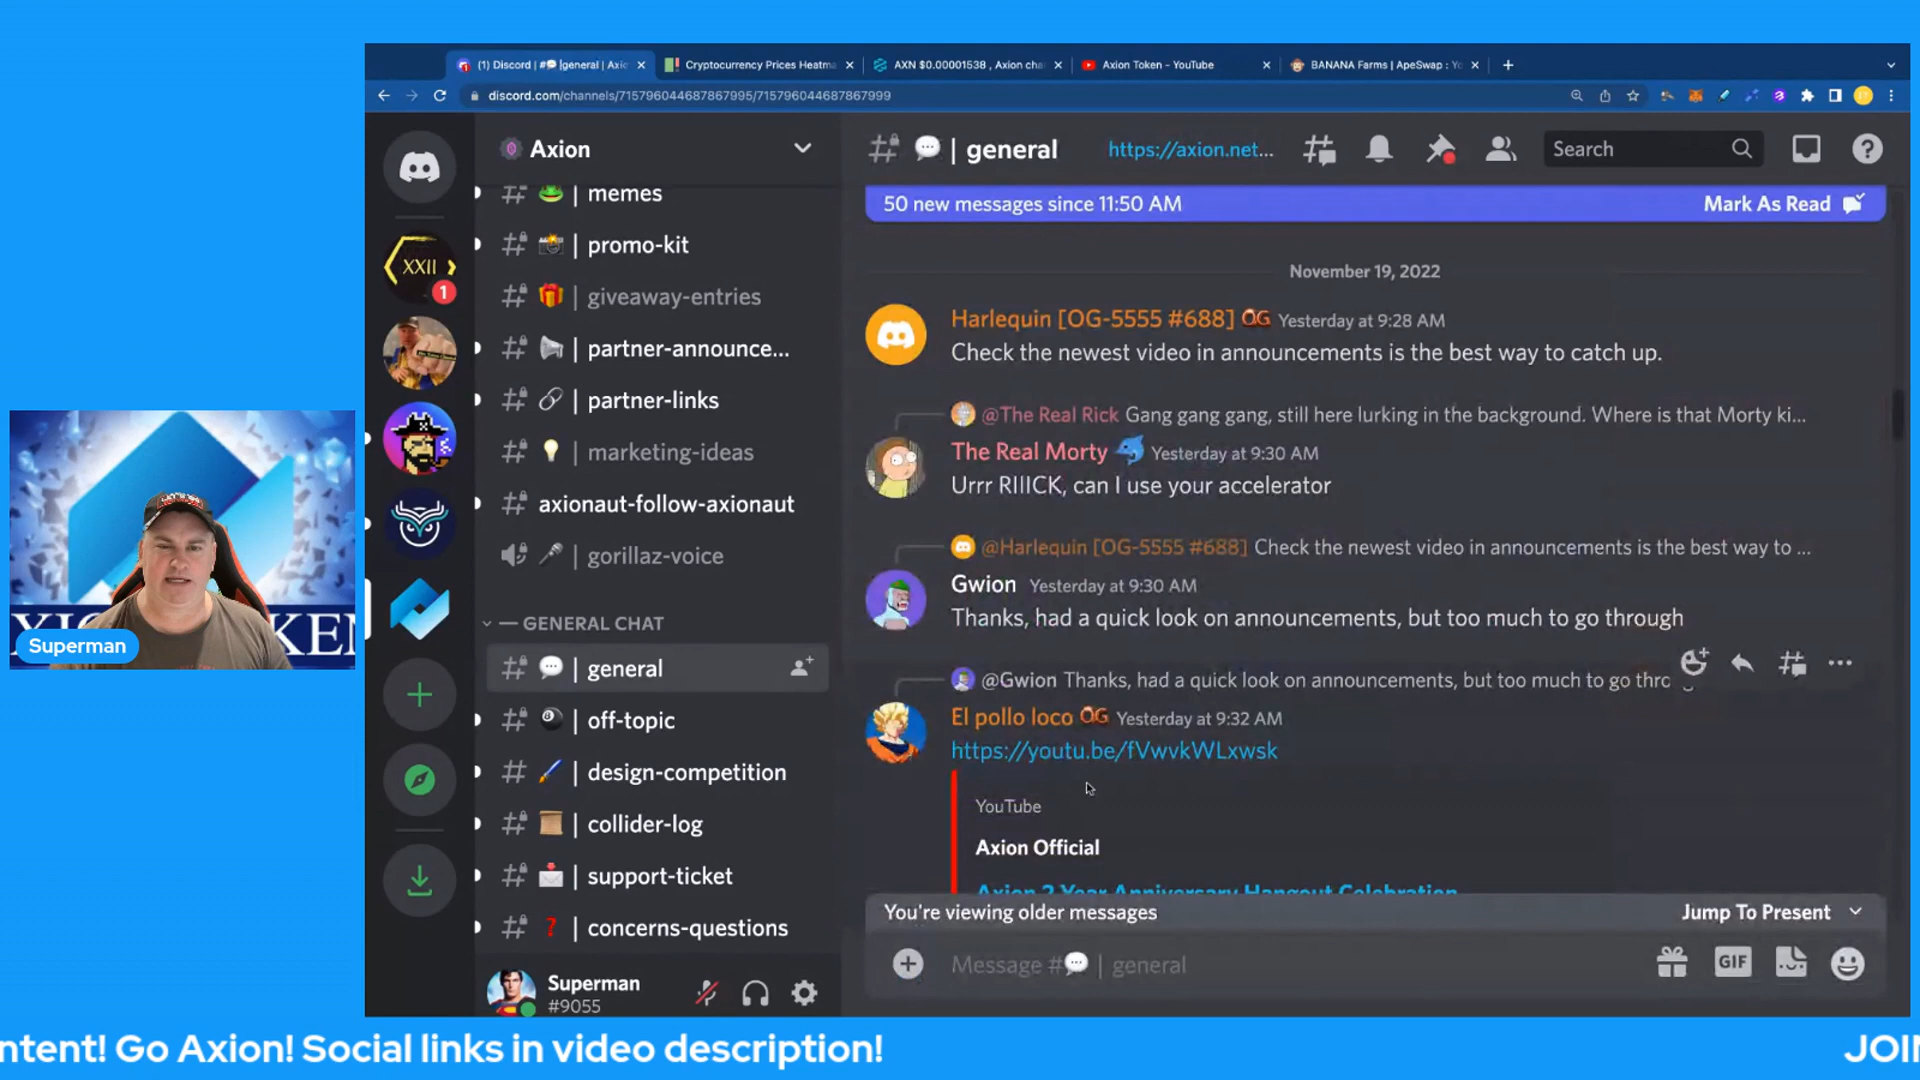 (1) Discord | #💬 |general | Axio
Cryptocurrency Prices Heatma
AXN $0.00001538 , Axion cha
Axion Token - YouTube
BANANA Farms | ApeSwap : Yo
discord.com/channels/715796044687867995/715796044687867999
Axion
# 💬 | general
https://axion.net...
Search
50 new messages since 11:50 AM
Mark As Read
XXII
1
| memes
| promo-kit
| giveaway-entries
| partner-announce...
| partner-links
| marketing-ideas
axionaut-follow-axionaut
| gorillaz-voice
— GENERAL CHAT
| general
| off-topic
| design-competition
| collider-log
| support-ticket
| concerns-questions
Superman
#9055
November 19, 2022
Harlequin [OG-5555 #688] OG Yesterday at 9:28 AM
Check the newest video in announcements is the best way to catch up.
@The Real Rick Gang gang gang, still here lurking in the background. Where is that Morty ki...
The Real Morty Yesterday at 9:30 AM
Urrr RIIICK, can I use your accelerator
@Harlequin [OG-5555 #688] Check the newest video in announcements is the best way to ...
Gwion Yesterday at 9:30 AM
Thanks, had a quick look on announcements, but too much to go through
@Gwion Thanks, had a quick look on announcements, but too much to go thro
El pollo loco OG Yesterday at 9:32 AM
https://youtu.be/fVwvkWLxwsk
YouTube
Axion Official
Axion 2 Year Anniversary Hangout Celebration
You're viewing older messages
Jump To Present
Message #💬 | general
GIF
Superman
ntent! Go Axion! Social links in video description!
JOIN